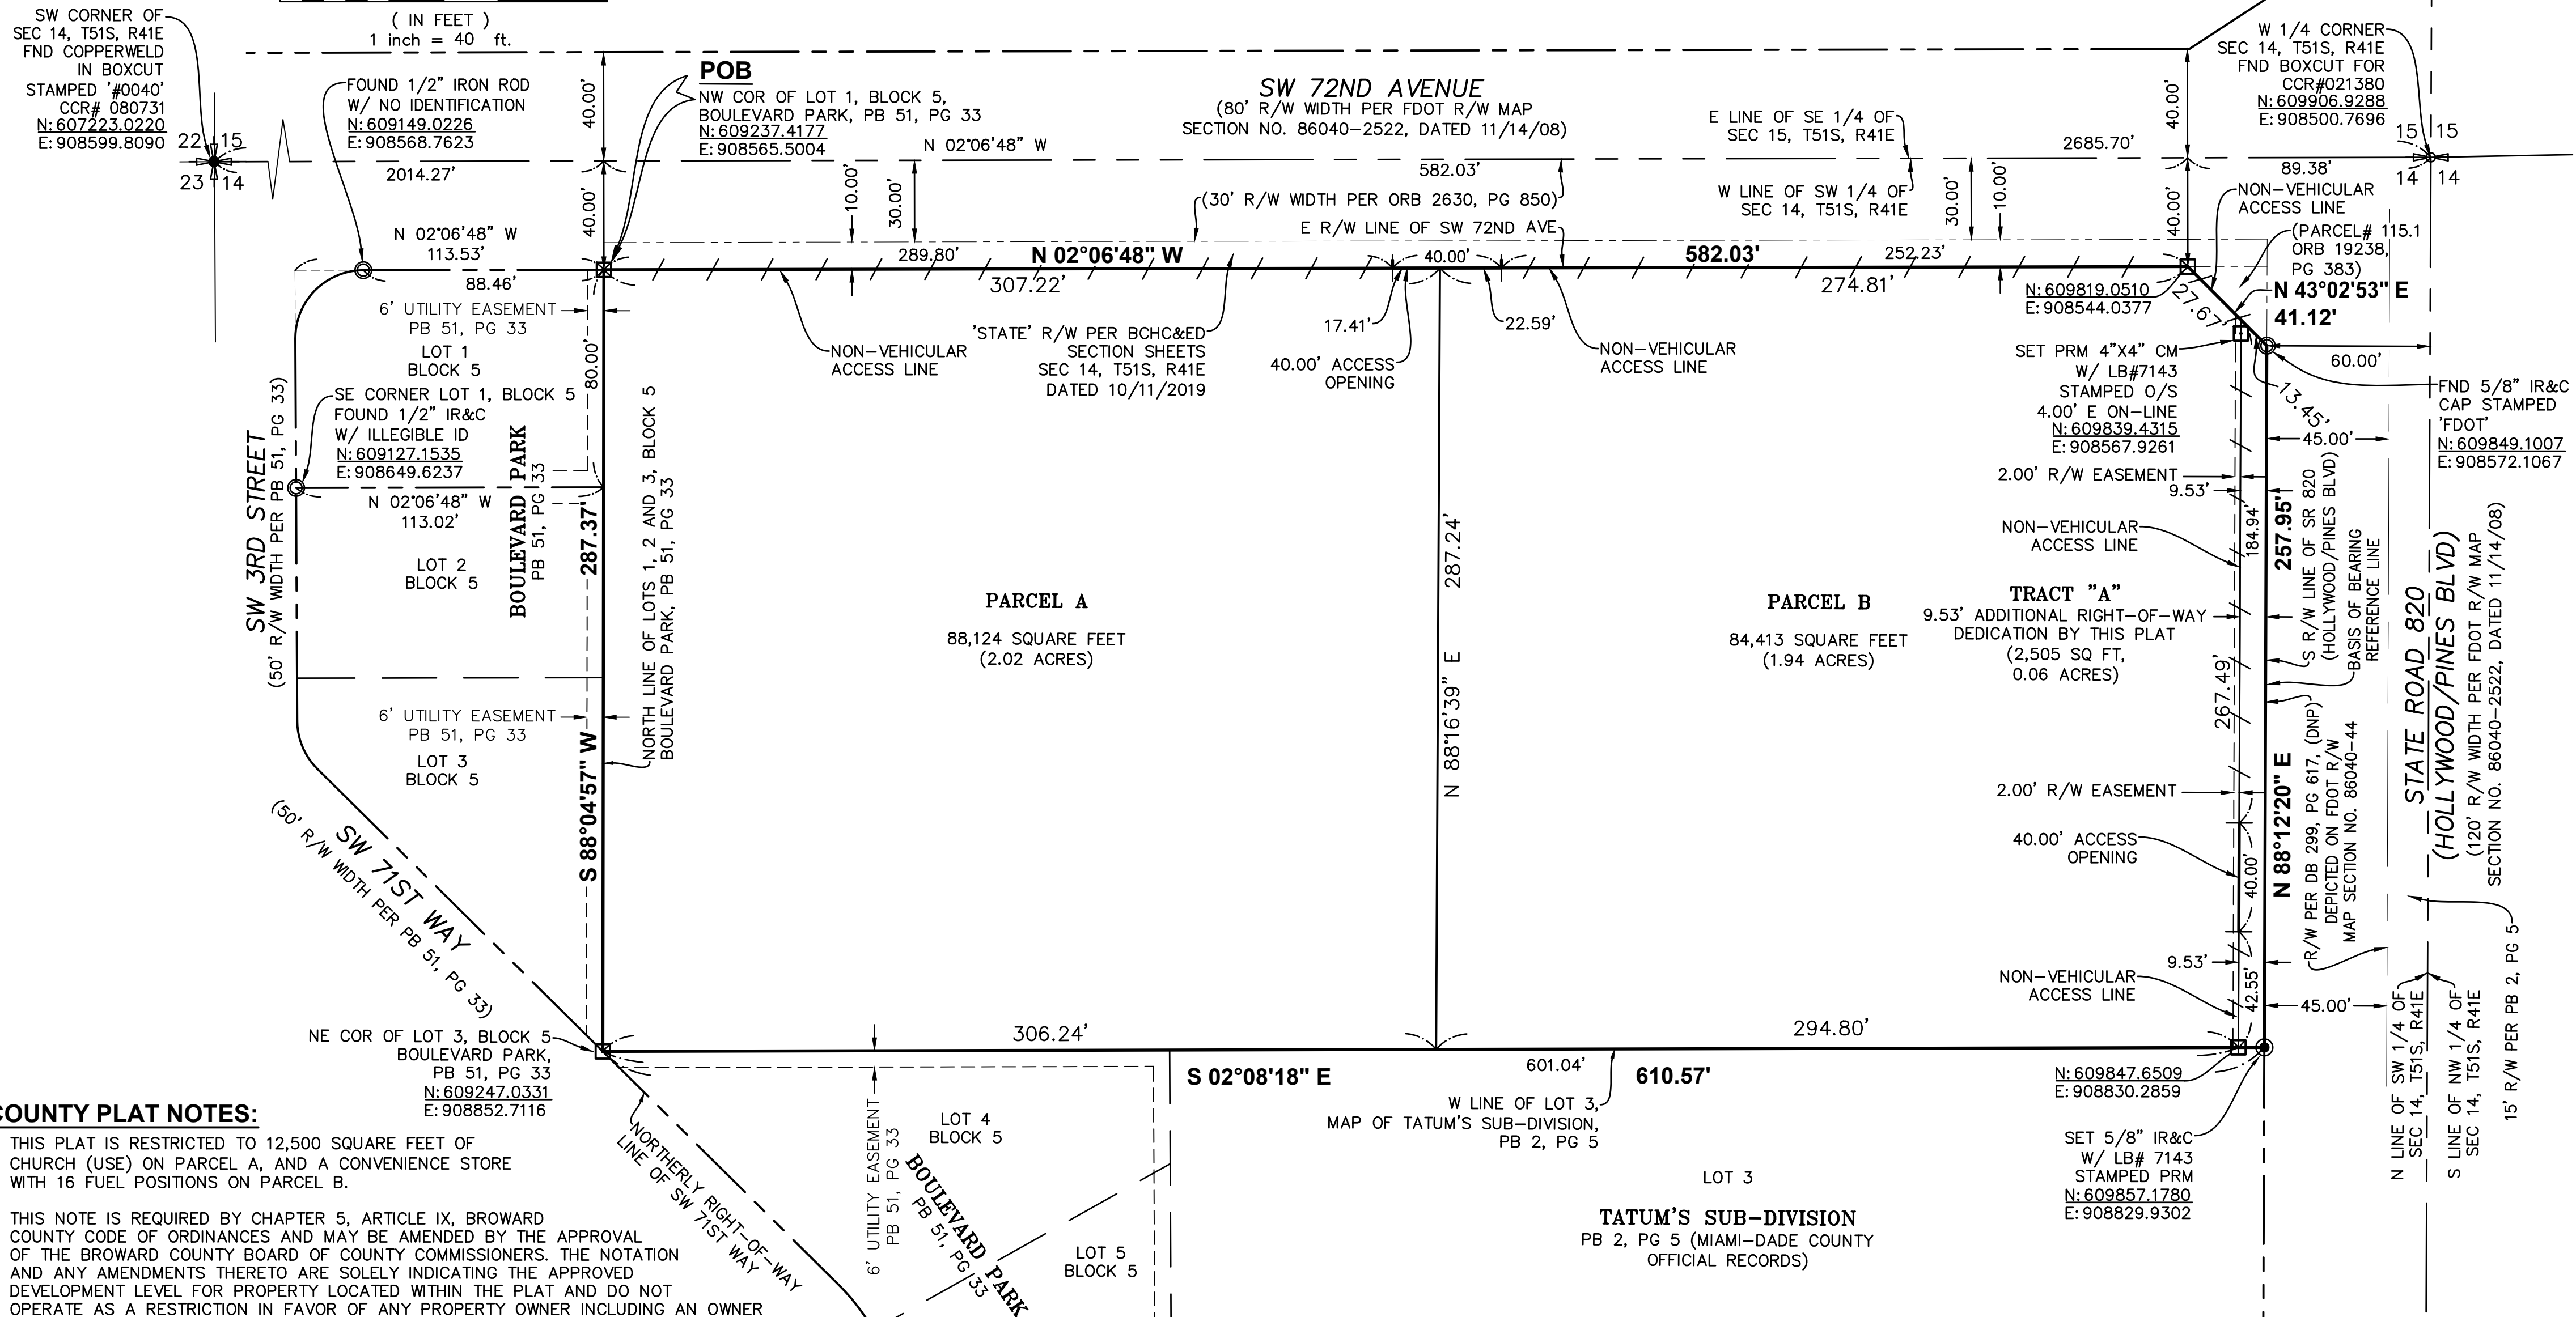 SW CORNER OF
SEC 14, T51S, R41E
FND COPPERWELD
IN BOXCUT
STAMPED '#0040'
CCR# 080731
N: 607223.0220
E: 908599.8090
22 15
23 14
( IN FEET )
1 inch = 40 ft.
FOUND 1/2" IRON ROD
W/ NO IDENTIFICATION
N: 609149.0226
E: 908568.7623
2014.27'
40.00'
40.00'
POB
NW COR OF LOT 1, BLOCK 5,
BOULEVARD PARK, PB 51, PG 33
N: 609237.4177
E: 908565.5004
N 02°06'48" W
SW 72ND AVENUE
(80' R/W WIDTH PER FDOT R/W MAP
SECTION NO. 86040-2522, DATED 11/14/08)
582.03'
10.00'
30.00'
(30' R/W WIDTH PER ORB 2630, PG 850)
E R/W LINE OF SW 72ND AVE
E LINE OF SE 1/4 OF
SEC 15, T51S, R41E
W LINE OF SW 1/4 OF
SEC 14, T51S, R41E
2685.70'
30.00'
10.00'
40.00'
40.00'
W 1/4 CORNER
SEC 14, T51S, R41E
FND BOXCUT FOR
CCR#021380
N: 609906.9288
E: 908500.7696
15 15
14 14
89.38'
NON-VEHICULAR
ACCESS LINE
(PARCEL# 115.1
ORB 19238,
PG 383)
N 43°02'53" E
41.12'
27.67'
13.45'
60.00'
N 02°06'48" W
113.53'
88.46'
289.80'
N 02°06'48" W
307.22'
40.00'
582.03'
252.23'
274.81'
17.41'
22.59'
'STATE' R/W PER BCHC&ED
SECTION SHEETS
SEC 14, T51S, R41E
DATED 10/11/2019
NON-VEHICULAR
ACCESS LINE
40.00' ACCESS
OPENING
NON-VEHICULAR
ACCESS LINE
N: 609819.0510
E: 908544.0377
SET PRM 4"X4" CM
W/ LB#7143
STAMPED O/S
4.00' E ON-LINE
N: 609839.4315
E: 908567.9261
FND 5/8" IR&C
CAP STAMPED
'FDOT'
N: 609849.1007
E: 908572.1067
6' UTILITY EASEMENT
PB 51, PG 33
LOT 1
BLOCK 5
80.00'
SE CORNER LOT 1, BLOCK 5
FOUND 1/2" IR&C
W/ ILLEGIBLE ID
N: 609127.1535
E: 908649.6237
N 02°06'48" W
113.02'
SW 3RD STREET
(50' R/W WIDTH PER PB 51, PG 33)
BOULEVARD PARK
PB 51, PG 33
LOT 2
BLOCK 5
287.37'
S 88°04'57" W
NORTH LINE OF LOTS 1, 2 AND 3, BLOCK 5
BOULEVARD PARK, PB 51, PG 33
6' UTILITY EASEMENT
PB 51, PG 33
LOT 3
BLOCK 5
SW 71ST WAY
(50' R/W WIDTH PER PB 51, PG 33)
PARCEL A
88,124 SQUARE FEET
(2.02 ACRES)
287.24'
N 88°16'39" E
PARCEL B
84,413 SQUARE FEET
(1.94 ACRES)
TRACT "A"
9.53' ADDITIONAL RIGHT-OF-WAY
DEDICATION BY THIS PLAT
(2,505 SQ FT,
0.06 ACRES)
2.00' R/W EASEMENT
9.53'
NON-VEHICULAR
ACCESS LINE
184.94'
257.95'
267.49'
45.00'
S R/W LINE OF SR 820
(HOLLYWOOD/PINES BLVD)
BASIS OF BEARING
REFERENCE LINE
2.00' R/W EASEMENT
40.00' ACCESS
OPENING
40.00'
N 88°12'20" E
R/W PER DB 299, PG 617, (DNP)
DEPICTED ON FDOT R/W
MAP SECTION NO. 86040-44
STATE ROAD 820
(HOLLYWOOD/PINES BLVD)
(120' R/W WIDTH PER FDOT R/W MAP
SECTION NO. 86040-2522, DATED 11/14/08)
9.53'
NON-VEHICULAR
ACCESS LINE
42.55'
45.00'
N LINE OF SW 1/4 OF
SEC 14, T51S, R41E
S LINE OF NW 1/4 OF
SEC 14, T51S, R41E
15' R/W PER PB 2, PG 5
NE COR OF LOT 3, BLOCK 5
BOULEVARD PARK,
PB 51, PG 33
N: 609247.0331
E: 908852.7116
306.24'
294.80'
S 02°08'18" E
601.04'
610.57'
W LINE OF LOT 3,
MAP OF TATUM'S SUB-DIVISION,
PB 2, PG 5
N: 609847.6509
E: 908830.2859
SET 5/8" IR&C
W/ LB# 7143
STAMPED PRM
N: 609857.1780
E: 908829.9302
LOT 3
TATUM'S SUB-DIVISION
PB 2, PG 5 (MIAMI-DADE COUNTY
OFFICIAL RECORDS)
NORTHERLY RIGHT-OF-WAY
LINE OF SW 71ST WAY
6' UTILITY EASEMENT
PB 51, PG 33
LOT 4
BLOCK 5
BOULEVARD PARK
PB 51, PG 33
LOT 5
BLOCK 5
COUNTY PLAT NOTES:
THIS PLAT IS RESTRICTED TO 12,500 SQUARE FEET OF
CHURCH (USE) ON PARCEL A, AND A CONVENIENCE STORE
WITH 16 FUEL POSITIONS ON PARCEL B.
THIS NOTE IS REQUIRED BY CHAPTER 5, ARTICLE IX, BROWARD
COUNTY CODE OF ORDINANCES AND MAY BE AMENDED BY THE APPROVAL
OF THE BROWARD COUNTY BOARD OF COUNTY COMMISSIONERS. THE NOTATION
AND ANY AMENDMENTS THERETO ARE SOLELY INDICATING THE APPROVED
DEVELOPMENT LEVEL FOR PROPERTY LOCATED WITHIN THE PLAT AND DO NOT
OPERATE AS A RESTRICTION IN FAVOR OF ANY PROPERTY OWNER INCLUDING AN OWNER